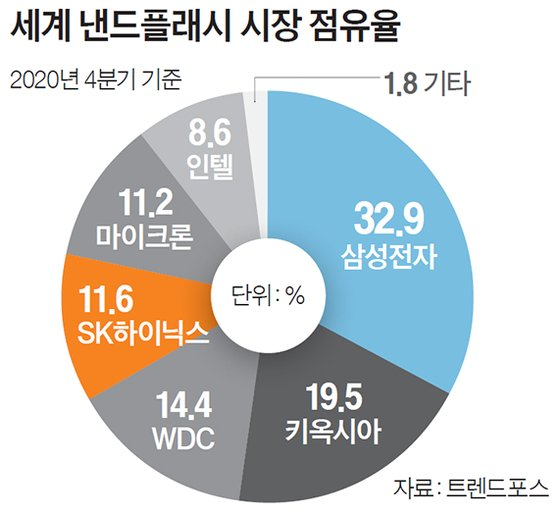 세계 낸드플래시 시장 점유율
2020년 4분기 기준
1.8 기타
8.6
인텔
32.9
삼성전자
11.2
마이크론
단위: %
11.6
SK하이닉스
19.5
키옥시아
14.4
WDC
자료: 트렌드포스